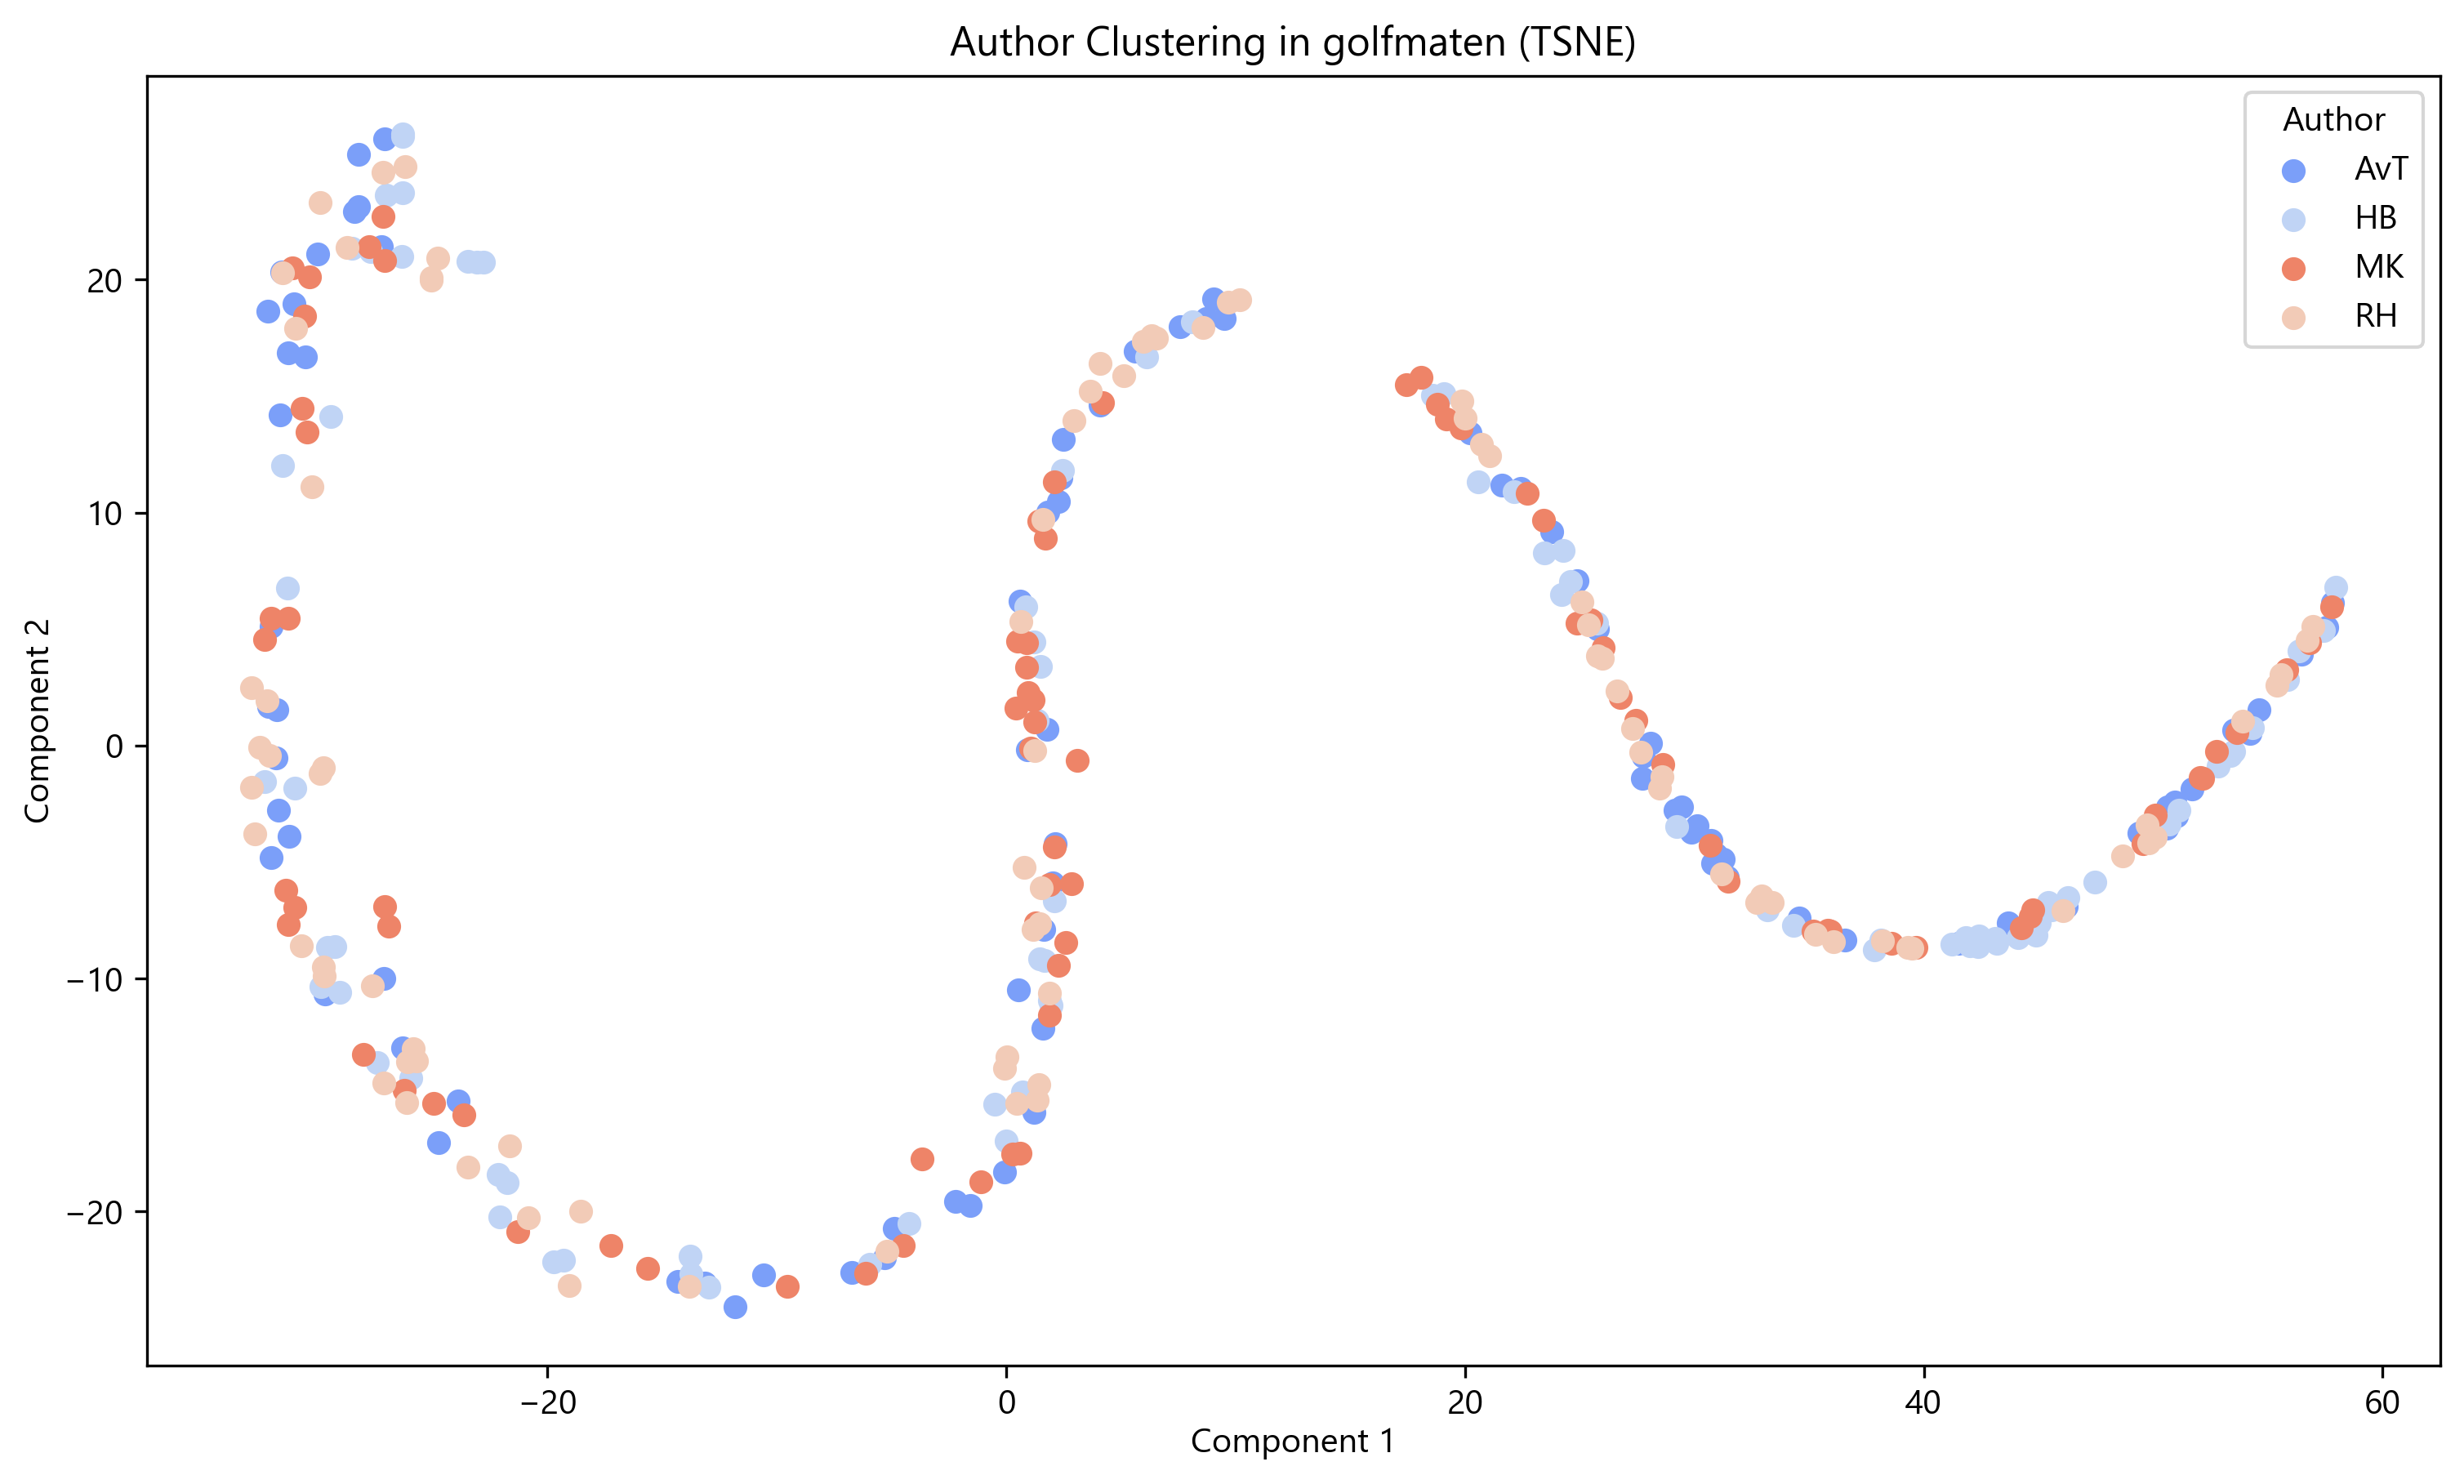 Author Clustering in golfmaten (TSNE)
Author
AvT
HB
MK
RH
Component 2
20
10
0
−10
−20
−20
0
20
40
60
Component 1